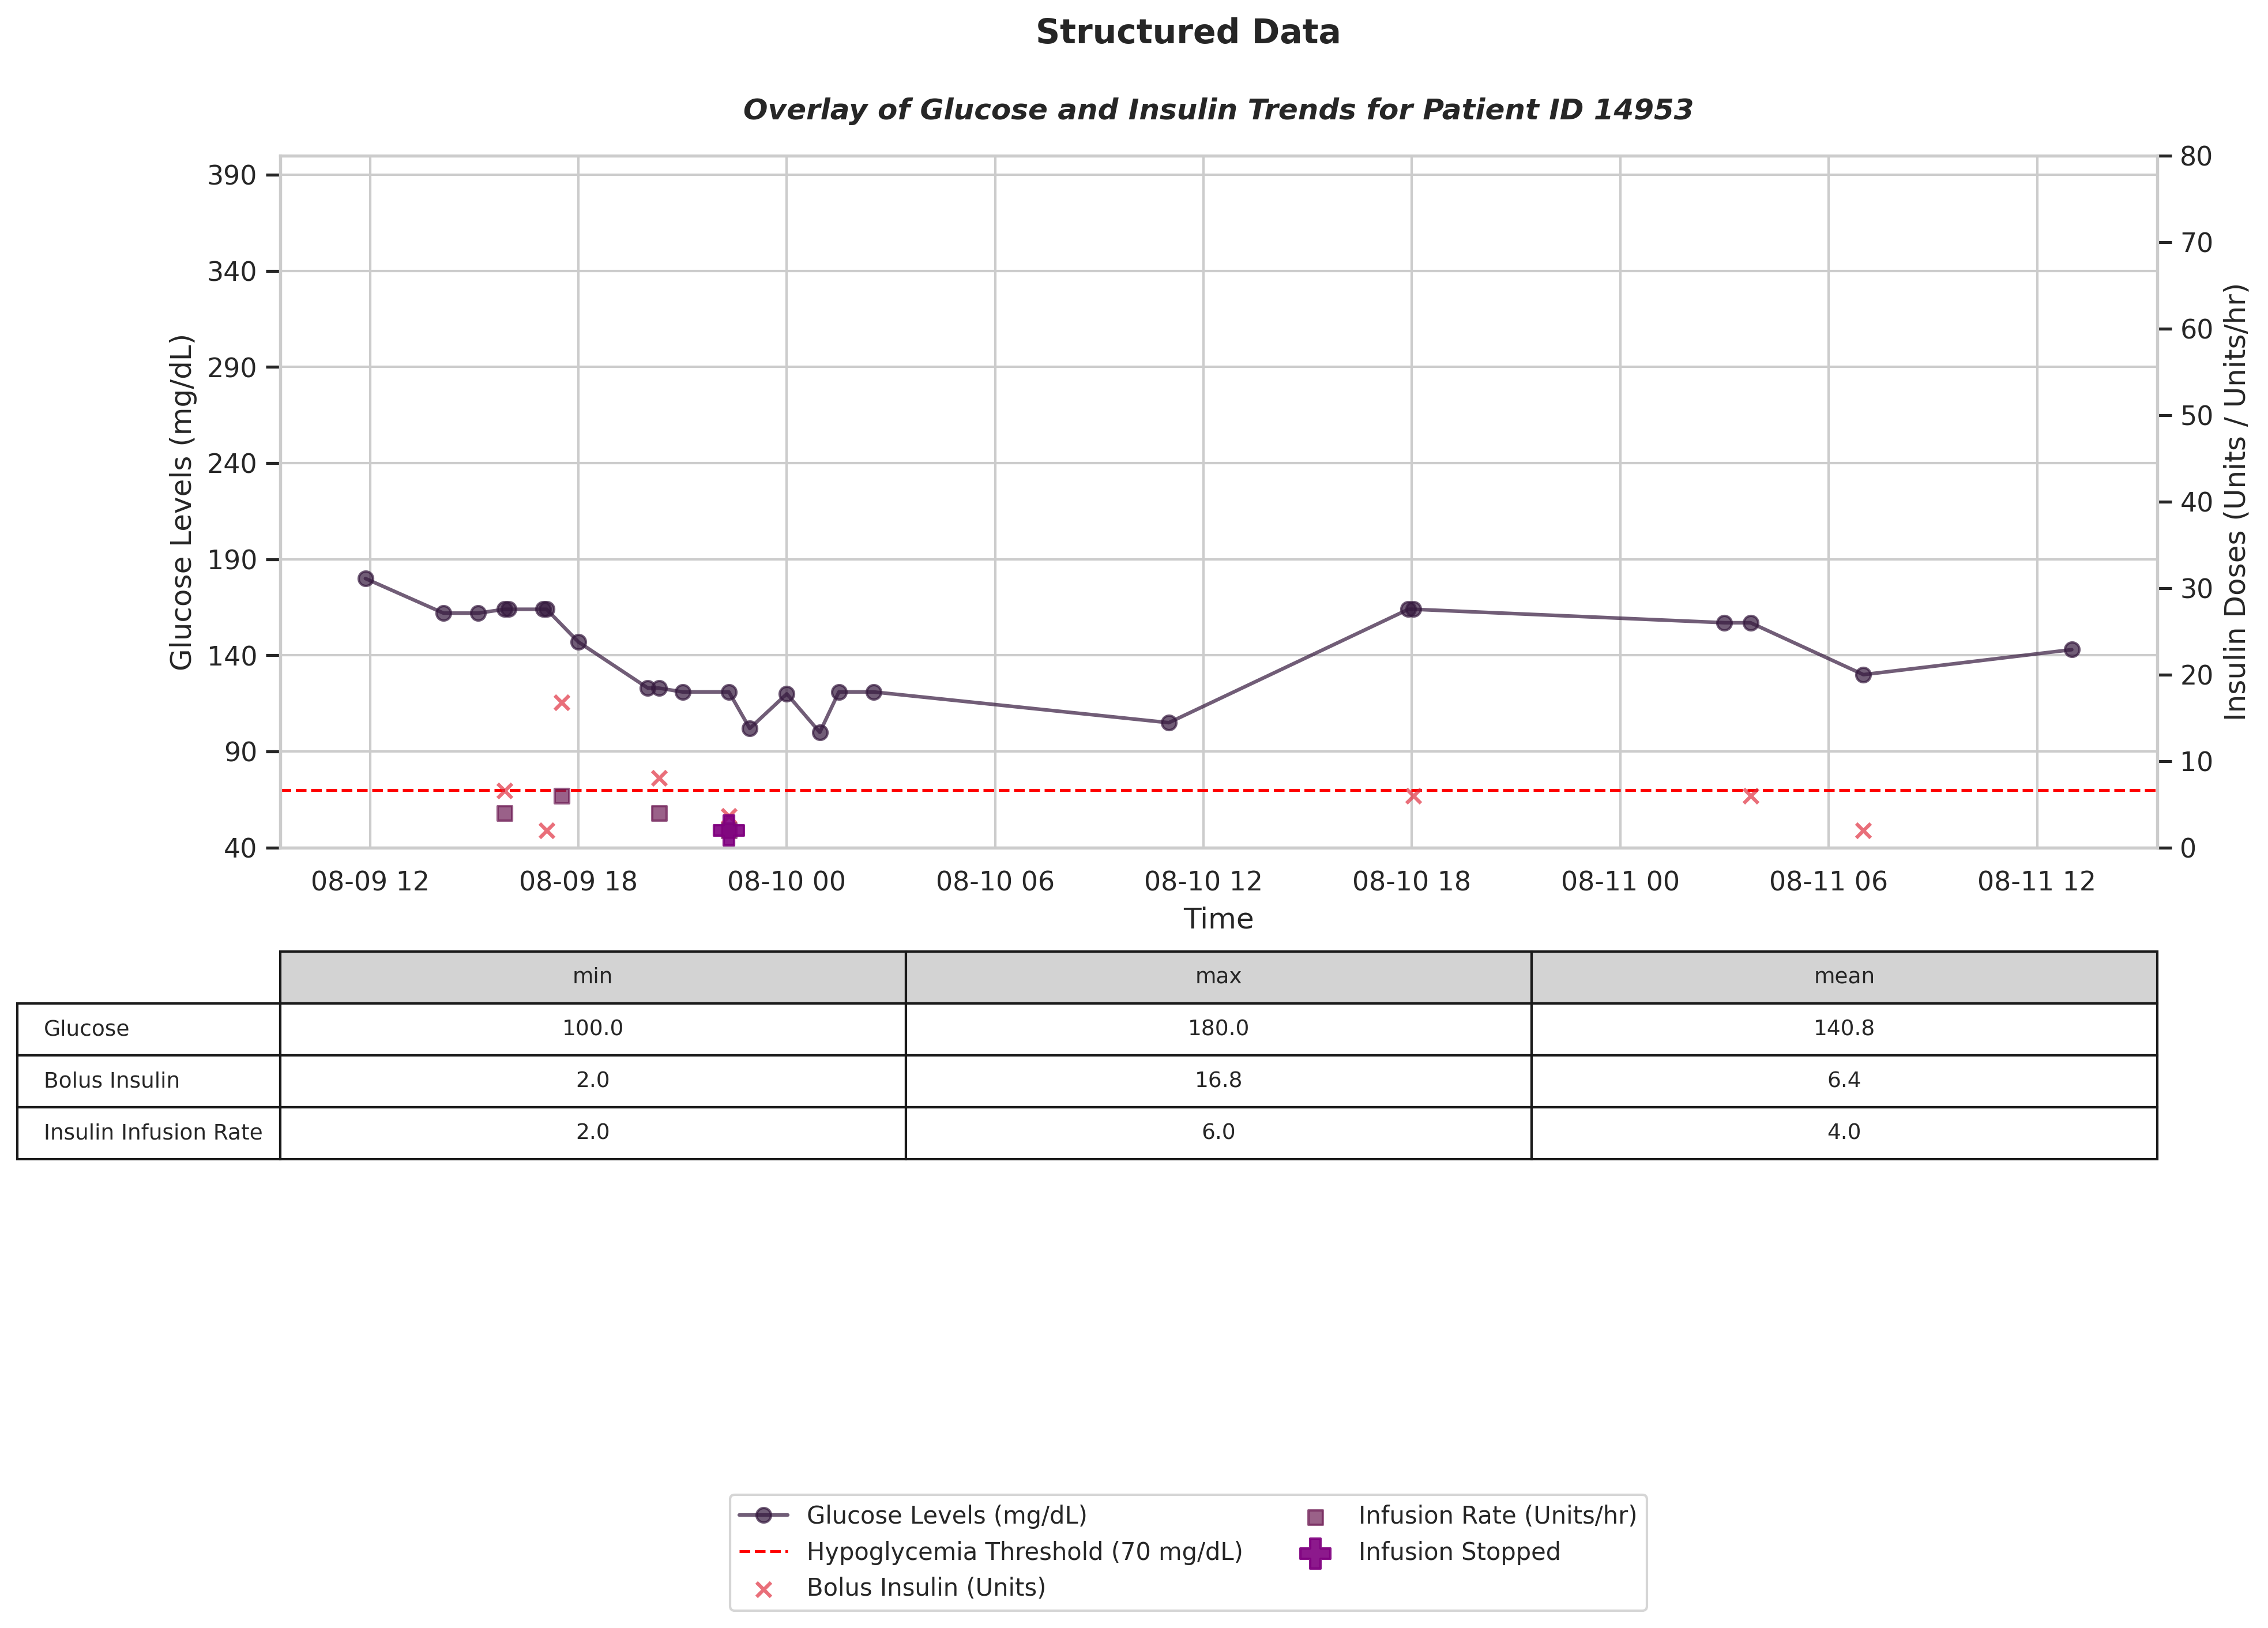 Structured Data
Overlay of Glucose and Insulin Trends for Patient ID 14953
Glucose Levels (mg/dL)
390
340
290
240
190
140
90
40
80
70
60
50
40
30
20
10
0
Insulin Doses (Units / Units/hr)
08-09 12 08-09 18 08-10 00 08-10 06 08-10 12 08-10 18 08-11 00 08-11 06 08-11 12
Time
min max mean
Glucose 100.0 180.0 140.8
Bolus Insulin 2.0 16.8 6.4
Insulin Infusion Rate 2.0 6.0 4.0
Glucose Levels (mg/dL)
Hypoglycemia Threshold (70 mg/dL)
Bolus Insulin (Units)
Infusion Rate (Units/hr)
Infusion Stopped